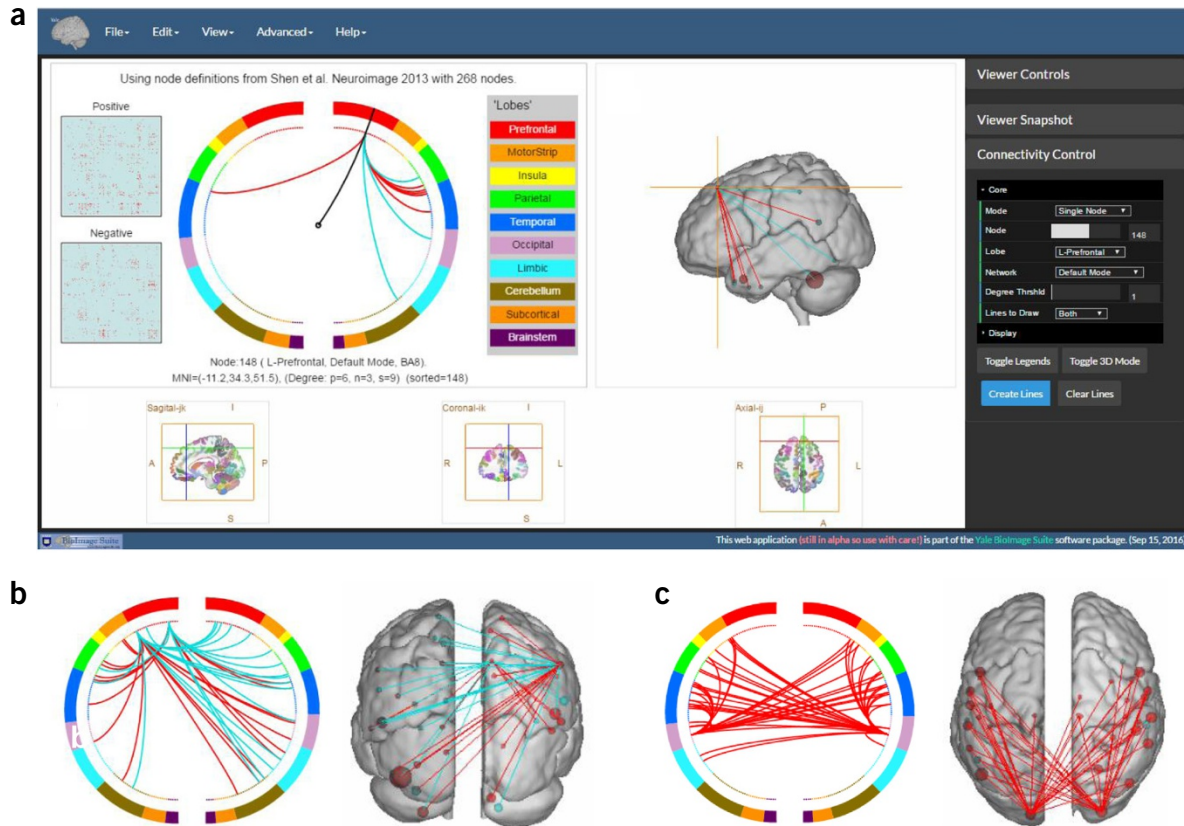 a
Yale
File
Edit
View
Advanced
Help
Using node definitions from Shen et al. Neuroimage 2013 with 268 nodes.
Positive
Negative
'Lobes'
Prefrontal
MotorStrip
Insula
Parietal
Temporal
Occipital
Limbic
Cerebellum
Subcortical
Brainstem
Node:148 ( L-Prefrontal, Default Mode, BA8).
MNI=(-11.2,34.3,51.5), (Degree: p=6, n=3, s=9) (sorted=148)
Sagital-jk I
A P
S
Coronal-ik I
R L
S
Axial-ij P
R L
A
Viewer Controls
Viewer Snapshot
Connectivity Control
Core
Mode Single Node
Node 148
Lobe L-Prefrontal
Network Default Mode
Degree Thrshld 1
Lines to Draw Both
Display
Toggle Legends Toggle 3D Mode
Create Lines Clear Lines
BioImage Suite
This web application (still in alpha so use with care!) is part of the Yale BioImage Suite software package. (Sep 15, 2016)
b
c